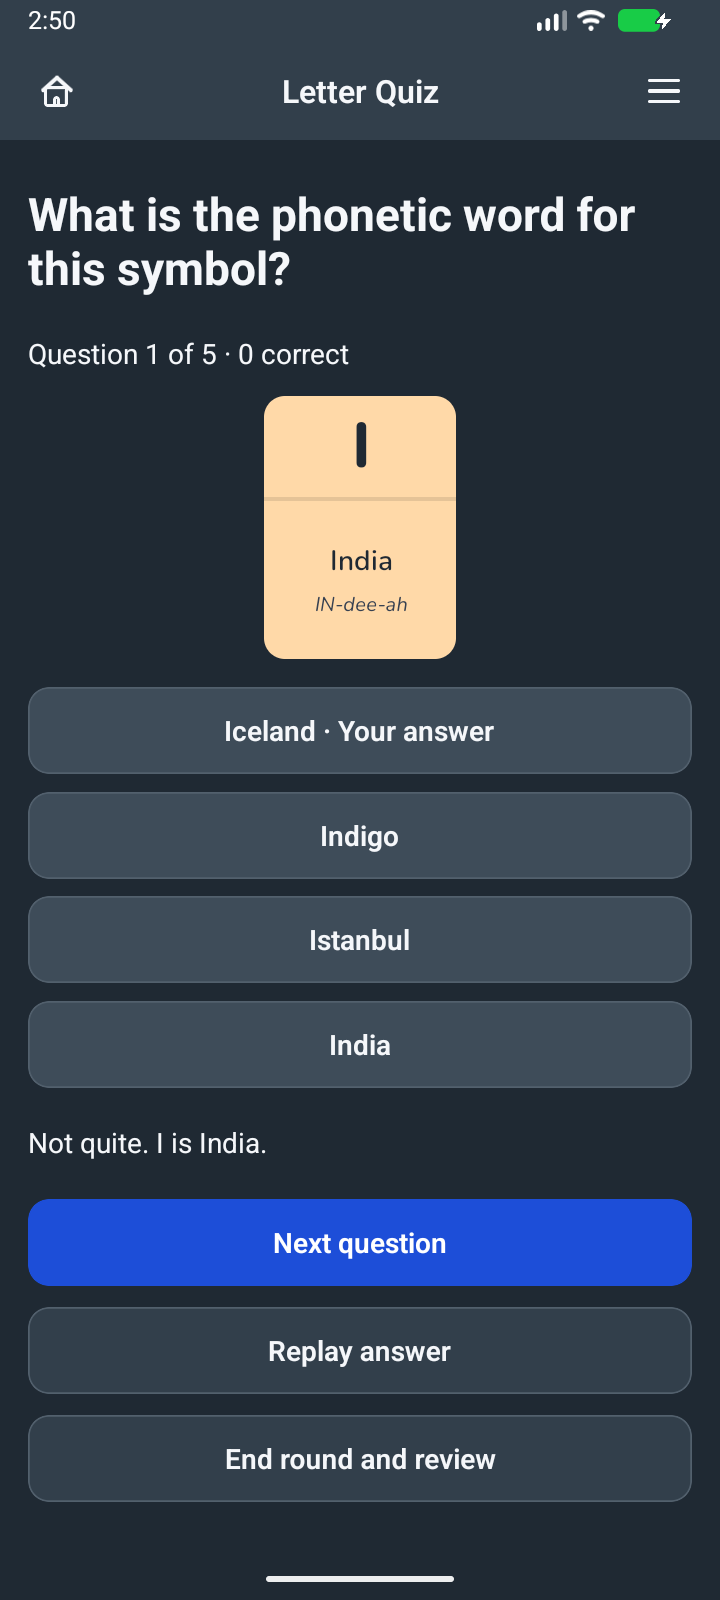 2:50
Letter Quiz
What is the phonetic word for
this symbol?
Question 1 of 5 · 0 correct
I
India
IN-dee-ah
Iceland · Your answer
Indigo
Istanbul
India
Not quite. I is India.
Next question
Replay answer
End round and review